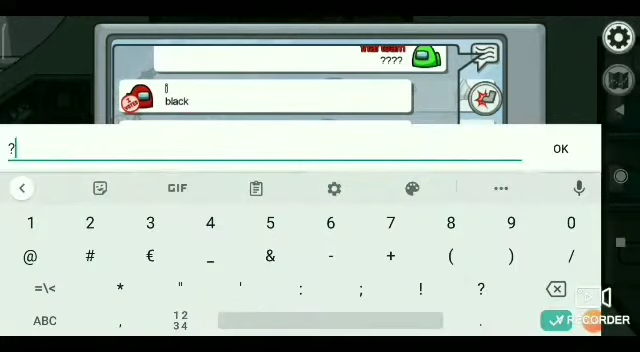 ????
black
?
OK
GIF
1 2 3 4 5 6 7 8 9 0
@ # € _ & - + ( ) /
=\< * " ' : ; ! ?
ABC , 12 34 .
RECORDER